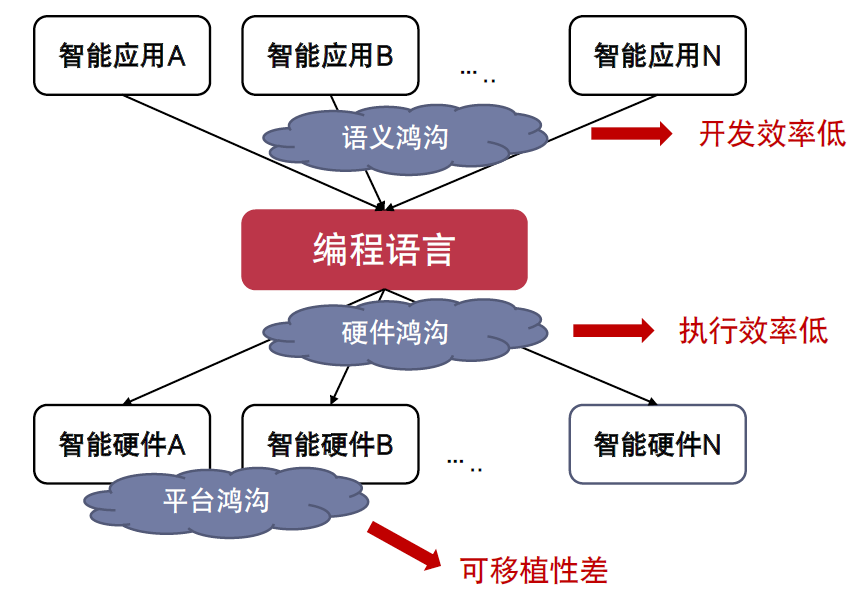 智能应用A
智能应用B
... ..
智能应用N
语义鸿沟
开发效率低
编程语言
硬件鸿沟
执行效率低
智能硬件A
智能硬件B
... ..
智能硬件N
平台鸿沟
可移植性差